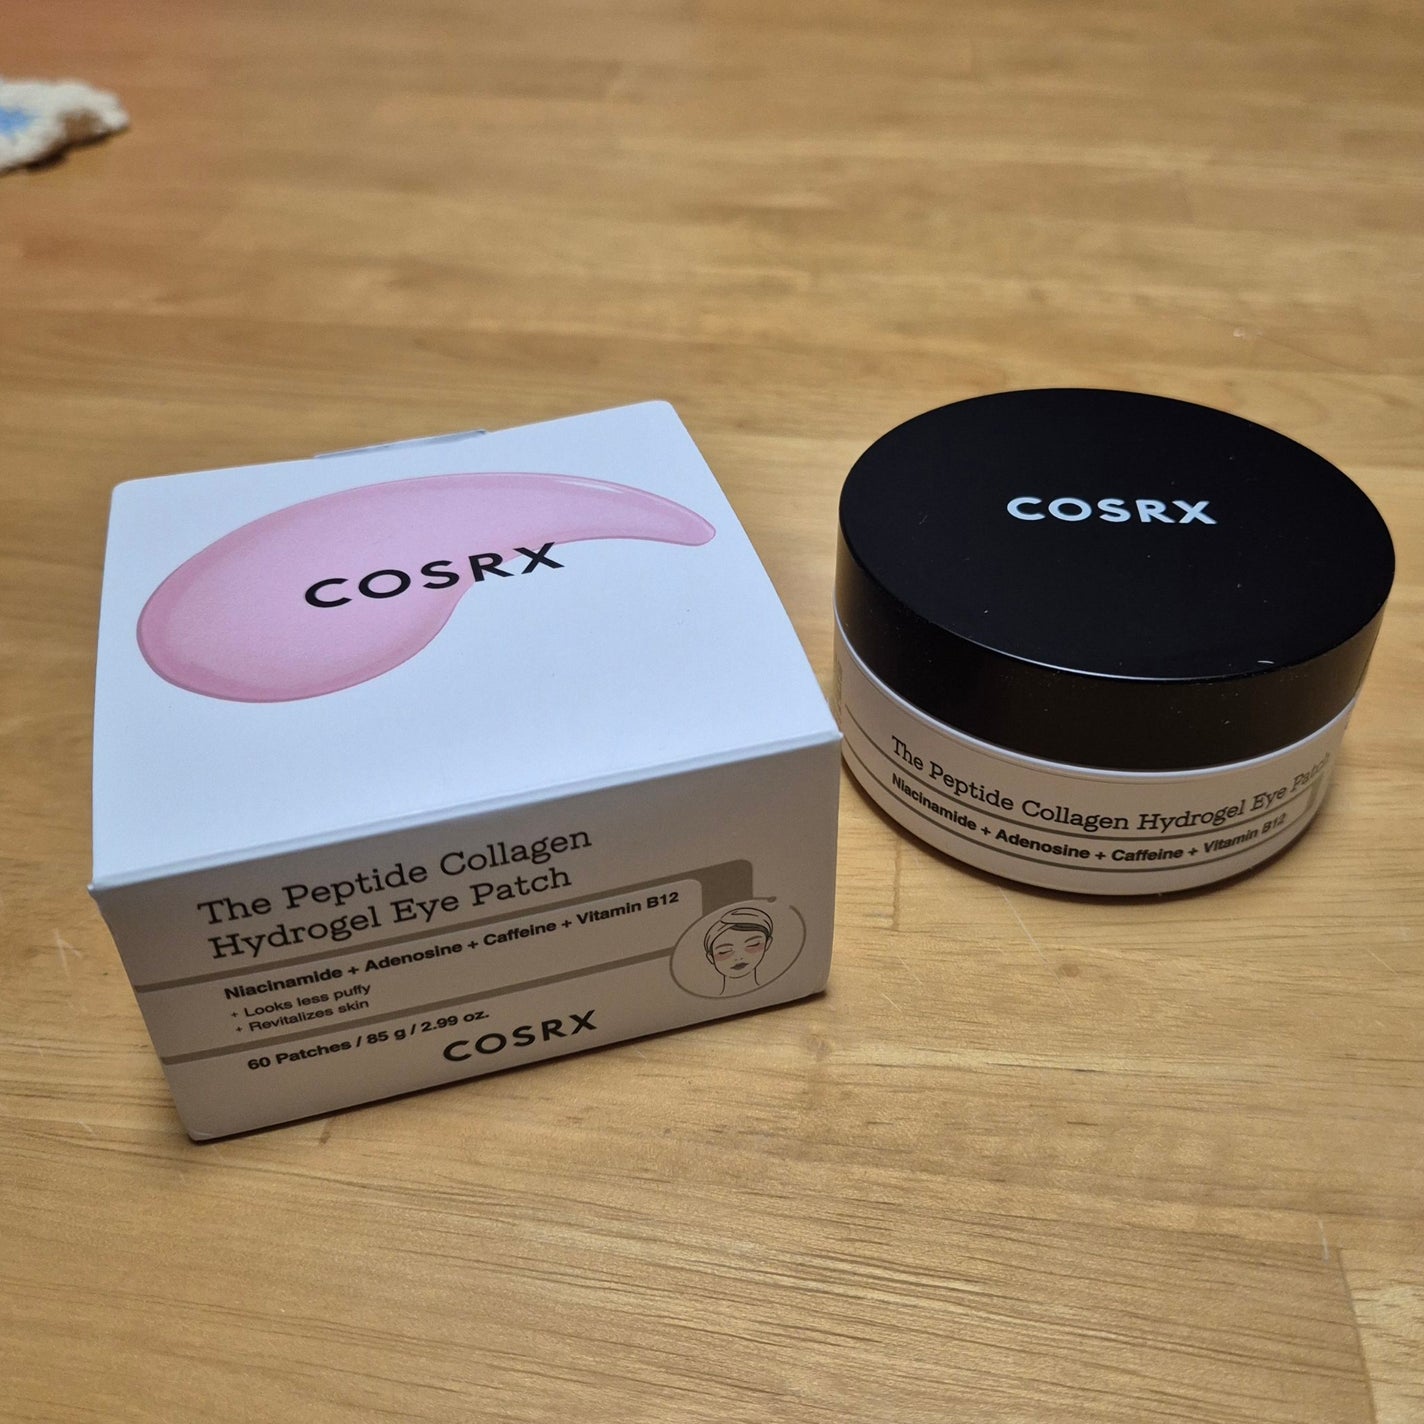 COSRX
The Peptide Collagen
Hydrogel Eye Patch
Niacinamide + Adenosine + Caffeine + Vitamin B12
+ Looks less puffy
+ Revitalizes skin
60 Patches / 85 g / 2.99 oz.
COSRX
COSRX
The Peptide Collagen Hydrogel Eye Patch
Niacinamide + Adenosine + Caffeine + Vitamin B12